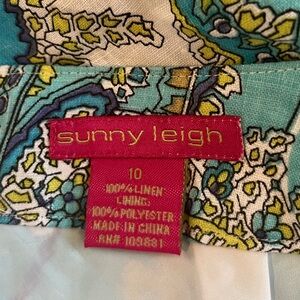 sunny leigh
10
100% LINEN
LINING:
100% POLYESTER
MADE IN CHINA
RN# 109881